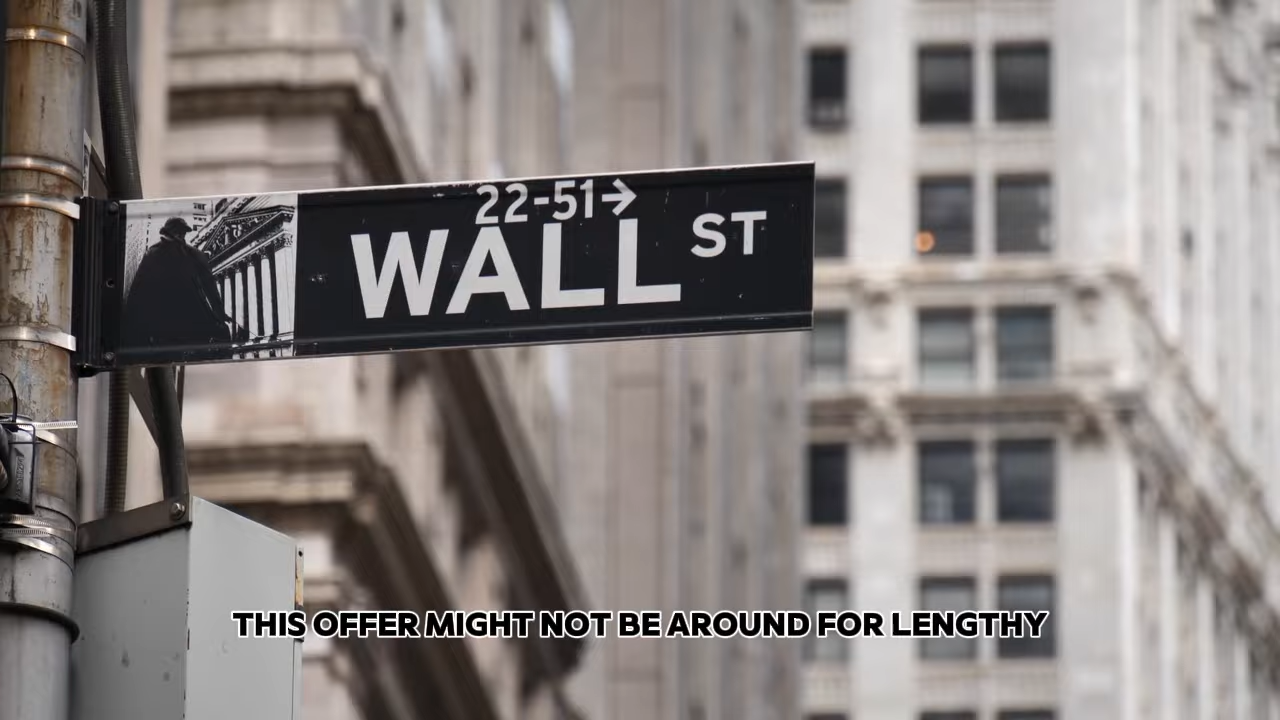 22-51→
WALL ST
THIS OFFER MIGHT NOT BE AROUND FOR LENGTHY